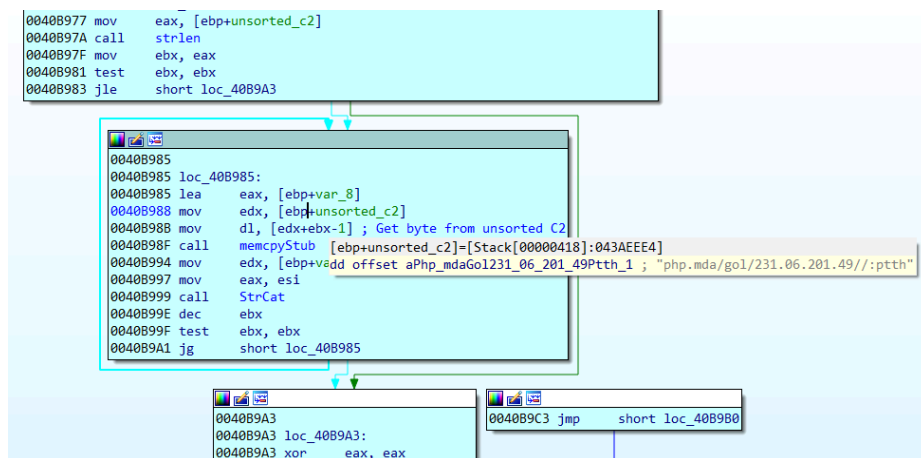 0040B977 mov eax, [ebp+unsorted_c2]
0040B97A call strlen
0040B97F mov ebx, eax
0040B981 test ebx, ebx
0040B983 jle short loc_40B9A3
0040B985
0040B985 loc_40B985:
0040B985 lea eax, [ebp+var_8]
0040B988 mov edx, [ebp+unsorted_c2]
0040B98B mov dl, [edx+ebx-1] ; Get byte from unsorted C2
0040B98F call memcpyStub
[ebp+unsorted_c2]=[Stack[00000418]:043AEEE4]
0040B994 mov edx, [ebp+va
dd offset aPhp_mdaGol231_06_201_49Ptth_1 ; "php.mda/gol/231.06.201.49//:ptth"
0040B997 mov eax, esi
0040B999 call StrCat
0040B99E dec ebx
0040B99F test ebx, ebx
0040B9A1 jg short loc_40B985
0040B9A3
0040B9A3 loc_40B9A3:
0040B9A3 xor eax, eax
0040B9C3 jmp short loc_40B9B0